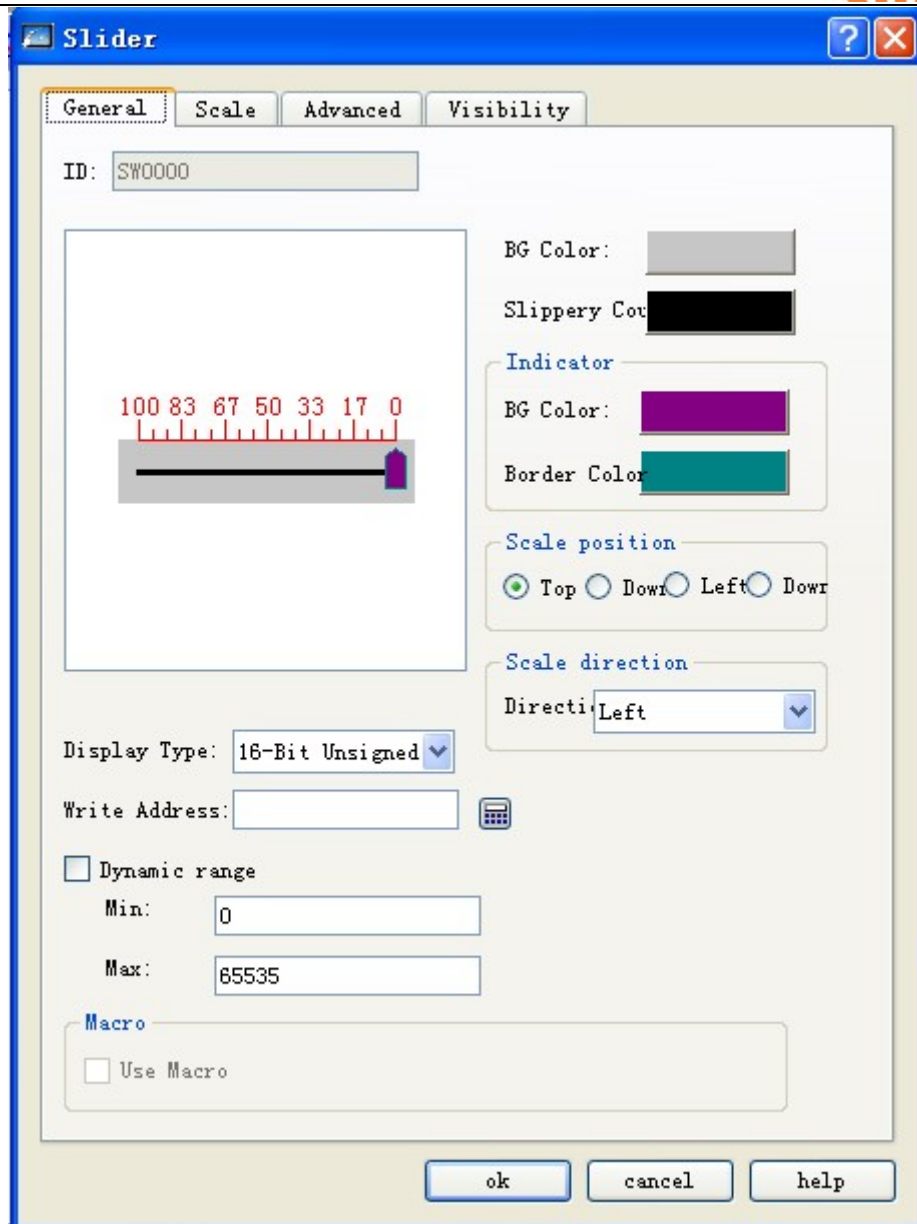 Slider
General Scale Advanced Visibility
ID: SW0000
BG Color:
Slippery Cou
Indicator
BG Color:
Border Color
100 83 67 50 33 17 0
Scale position
Top Down Left Down
Scale direction
Directi Left
Display Type: 16-Bit Unsigned
Write Address:
Dynamic range
Min: 0
Max: 65535
Macro
Use Macro
ok cancel help